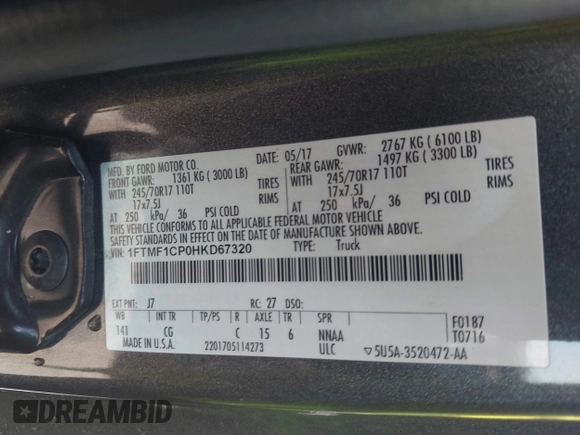 MFD. BY FORD MOTOR CO.
DATE: 05/17 GVWR: 2767 KG ( 6100 LB)
FRONT GAWR: 1361 KG ( 3000 LB)
REAR GAWR: 1497 KG ( 3300 LB)
245/70R17 110T TIRES
245/70R17 110T TIRES
17x7.5J RIMS
17x7.5J RIMS
AT 250 kPa/ 36 PSI COLD
AT 250 kPa/ 36 PSI COLD
THIS VEHICLE CONFORMS TO ALL APPLICABLE FEDERAL MOTOR VEHICLE
SAFETY STANDARDS IN EFFECT ON THE DATE OF MANUFACTURE SHOWN ABOVE.
VIN: 1FTMF1CP0HKD67320
TYPE: Truck
EXT PNT: J7 RC: 27 DSO:
WB INT TR TP/PS R AXLE TR SPR
141 CG C 15 6 NNAA
F0187
T0716
MADE IN U.S.A. 2201705114273 ULC
5U5A-3520472-AA
DREAMBID